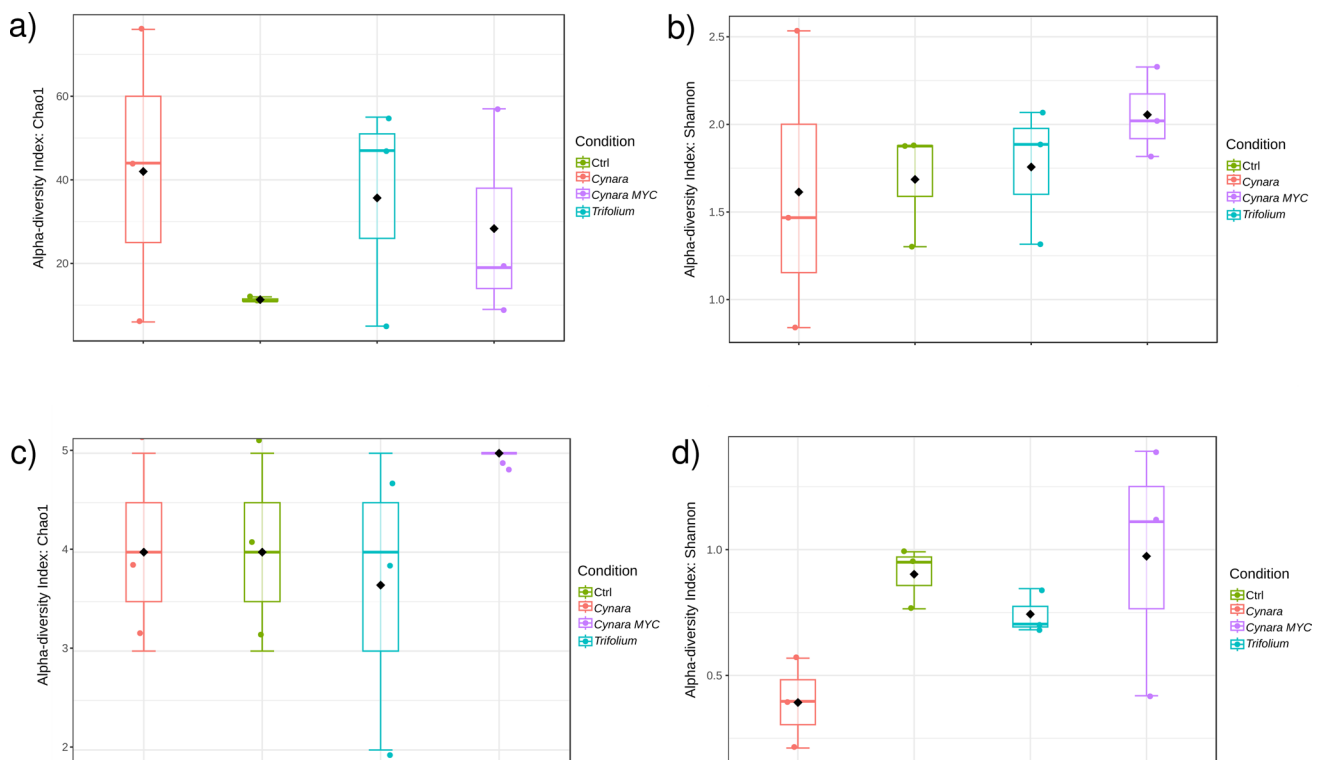 a)
Alpha-diversity Index: Chao1
60
40
20
Condition
Ctrl
Cynara
Cynara MYC
Trifolium
b)
Alpha-diversity Index: Shannon
2.5
2.0
1.5
1.0
Condition
Ctrl
Cynara
Cynara MYC
Trifolium
c)
Alpha-diversity Index: Chao1
5
4
3
2
Condition
Ctrl
Cynara
Cynara MYC
Trifolium
d)
Alpha-diversity Index: Shannon
1.0
0.5
Condition
Ctrl
Cynara
Cynara MYC
Trifolium